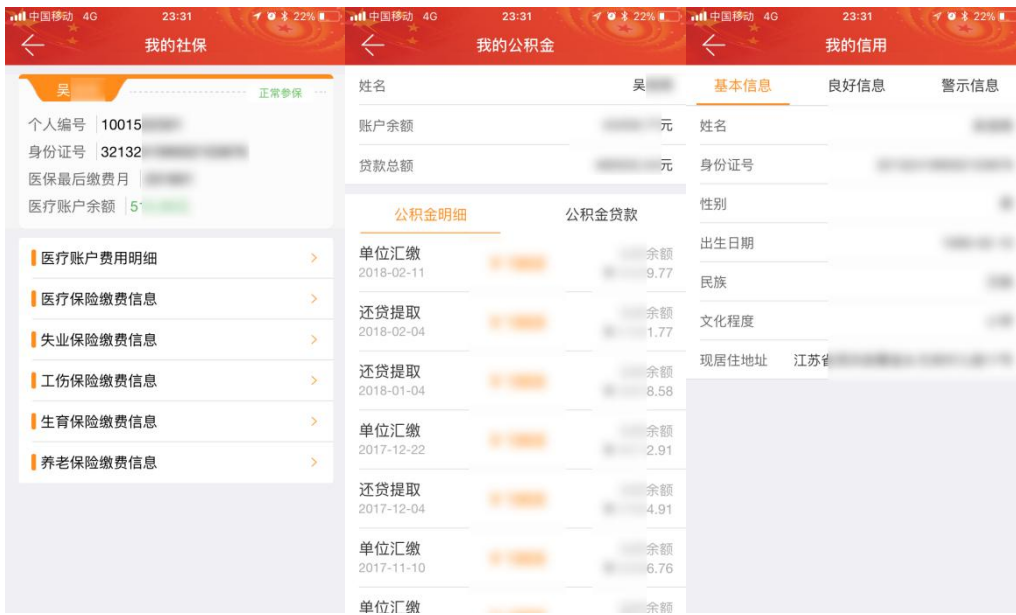 中国移动 4G 23:31 22%
我的社保
吴
正常参保
个人编号 10015
身份证号 32132
医保最后缴费月
医疗账户余额 51
医疗账户费用明细
医疗保险缴费信息
失业保险缴费信息
工伤保险缴费信息
生育保险缴费信息
养老保险缴费信息
中国移动 4G 23:31 22%
我的公积金
姓名 吴
账户余额 元
贷款总额 元
公积金明细 公积金贷款
单位汇缴 余额
2018-02-11 9.77
还贷提取 余额
2018-02-04 1.77
还贷提取 余额
2018-01-04 8.58
单位汇缴 余额
2017-12-22 2.91
还贷提取 余额
2017-12-04 4.91
单位汇缴 余额
2017-11-10 6.76
单位汇缴 余额
中国移动 4G 23:31 22%
我的信用
基本信息 良好信息 警示信息
姓名
身份证号
性别
出生日期
民族
文化程度
现居住地址 江苏省